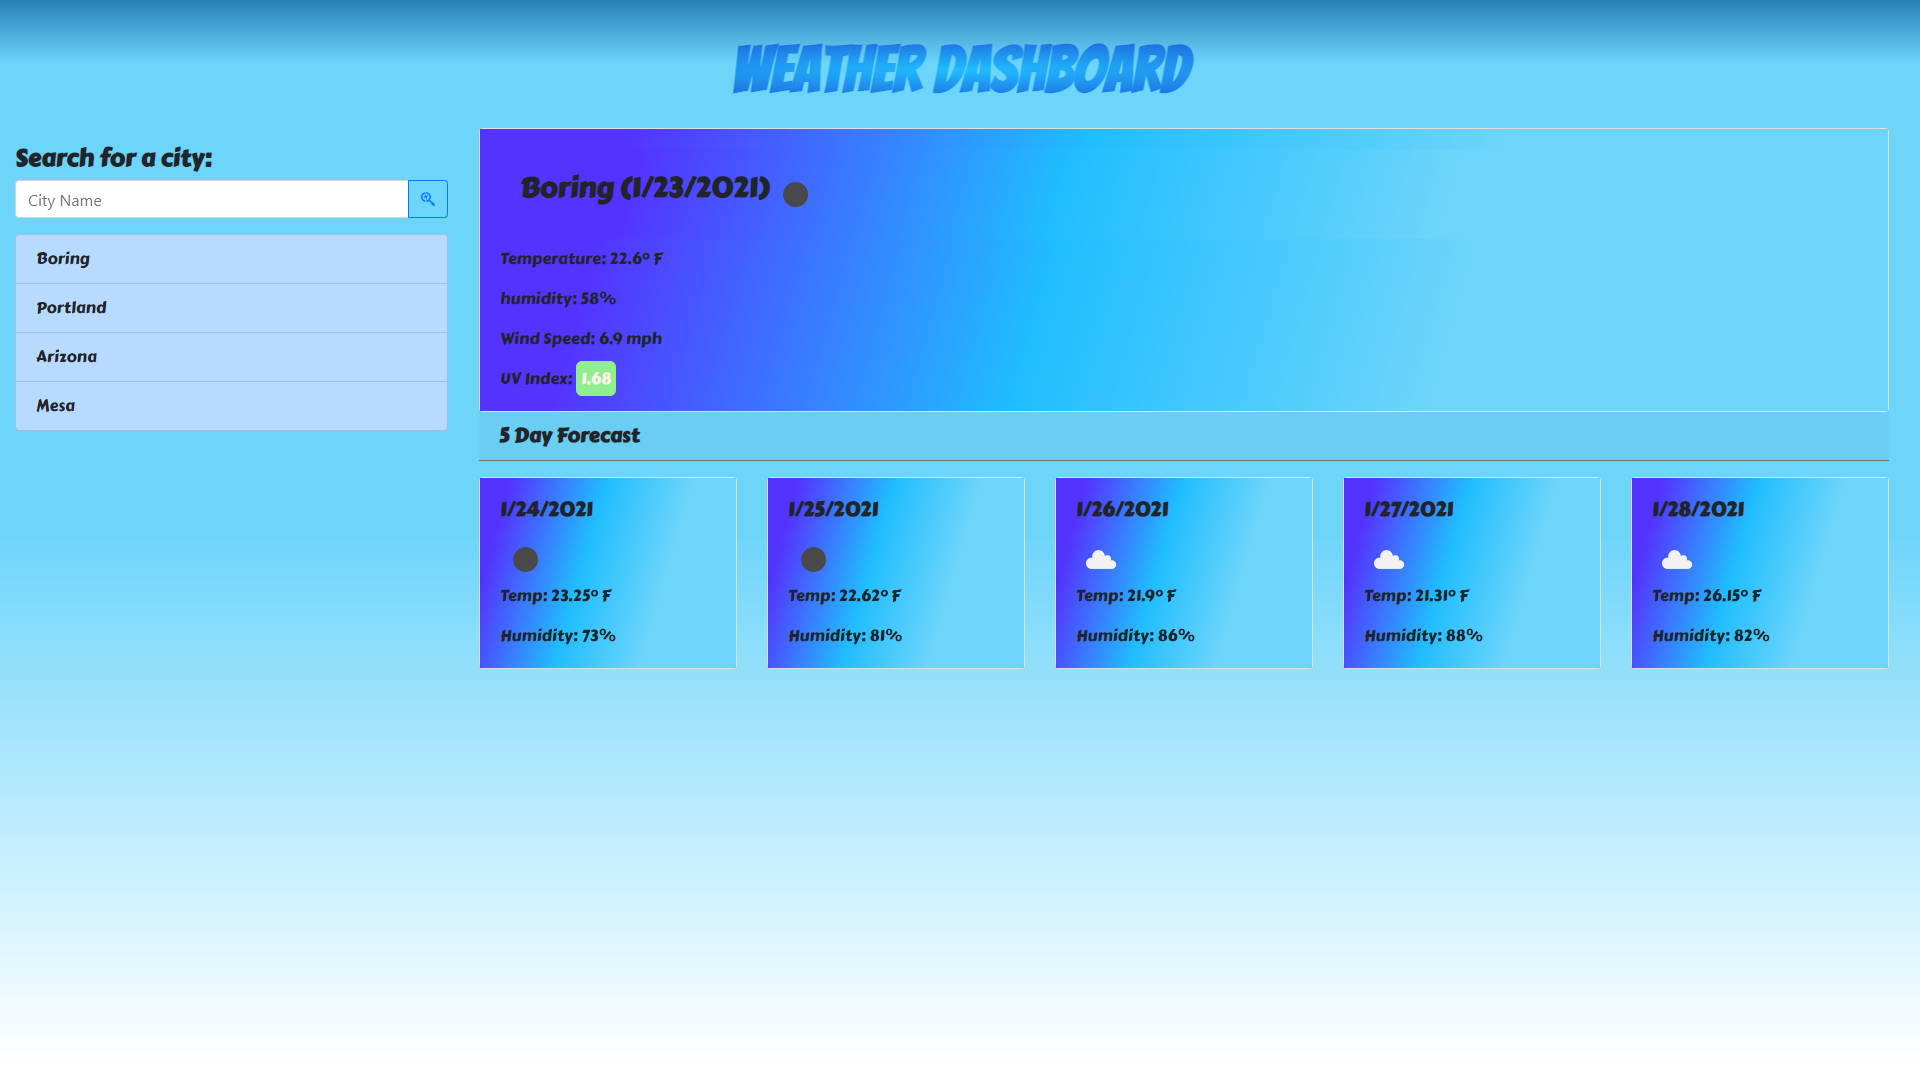 WEATHER DASHBOARD
Search for a city:
City Name
Boring
Portland
Arizona
Mesa
Boring (1/23/2021)
Temperature: 22.6° F
humidity: 58%
Wind Speed: 6.9 mph
UV Index: 1.68
5 Day Forecast
1/24/2021
Temp: 23.25° F
Humidity: 73%
1/25/2021
Temp: 22.62° F
Humidity: 81%
1/26/2021
Temp: 21.9° F
Humidity: 86%
1/27/2021
Temp: 21.31° F
Humidity: 88%
1/28/2021
Temp: 26.15° F
Humidity: 82%